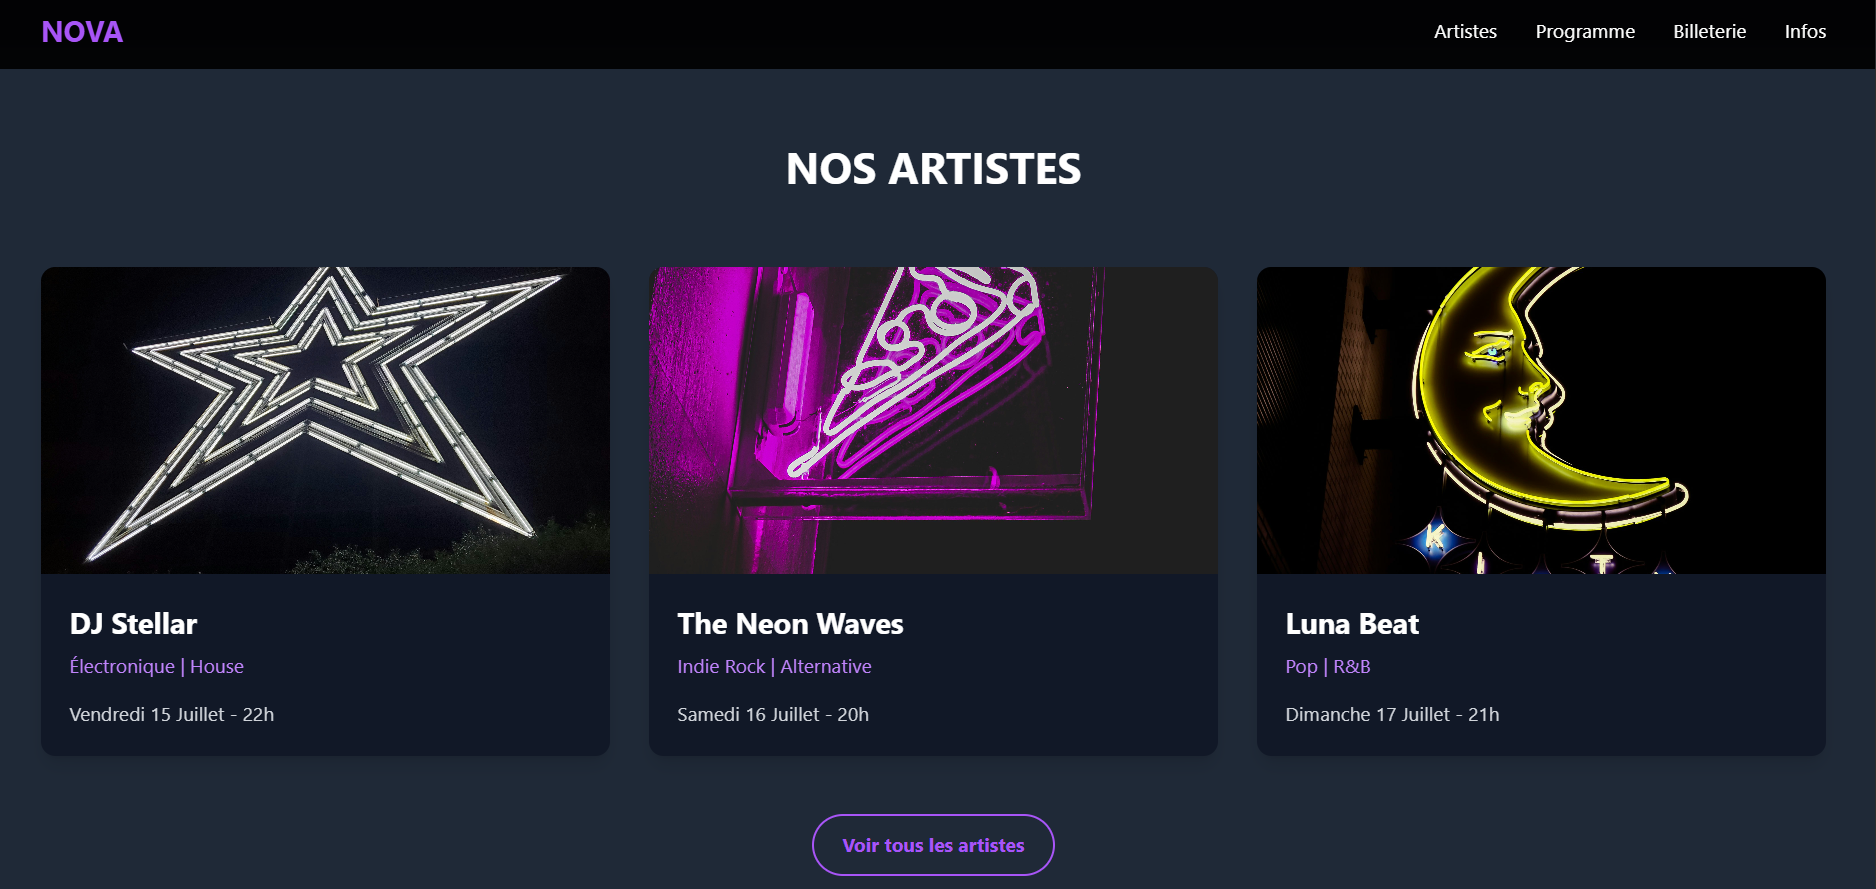 NOVA
Artistes
Programme
Billeterie
Infos
NOS ARTISTES
K
I
T
DJ Stellar
Électronique | House
Vendredi 15 Juillet - 22h
The Neon Waves
Indie Rock | Alternative
Samedi 16 Juillet - 20h
Luna Beat
Pop | R&B
Dimanche 17 Juillet - 21h
Voir tous les artistes